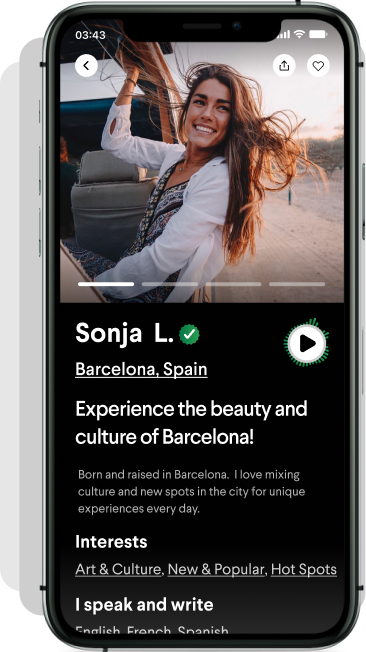 03:43
Sonja L.
Barcelona, Spain
Experience the beauty and
culture of Barcelona!
Born and raised in Barcelona. I love mixing
culture and new spots in the city for unique
experiences every day.
Interests
Art & Culture, New & Popular, Hot Spots
I speak and write
English, French, Spanish